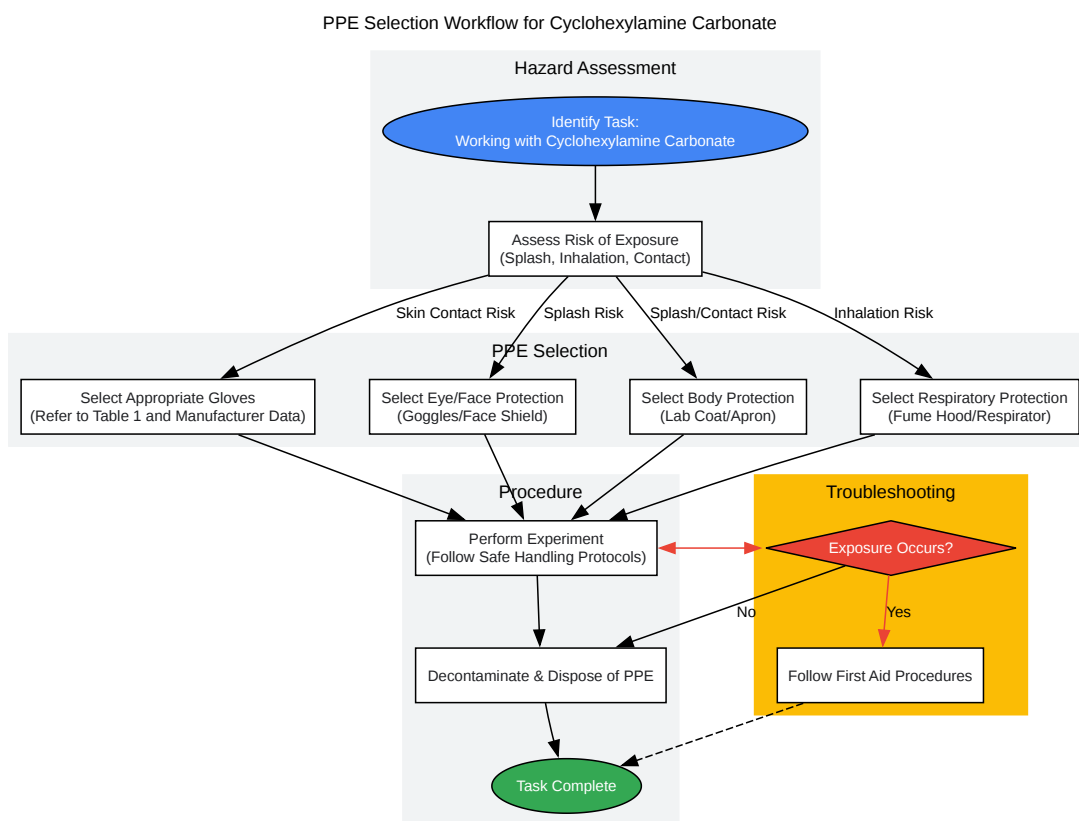 PPE Selection Workflow for Cyclohexylamine Carbonate
Hazard Assessment
Identify Task:
Working with Cyclohexylamine Carbonate
Assess Risk of Exposure
(Splash, Inhalation, Contact)
Skin Contact Risk
Splash Risk
Splash/Contact Risk
Inhalation Risk
PPE Selection
Select Appropriate Gloves
(Refer to Table 1 and Manufacturer Data)
Select Eye/Face Protection
(Goggles/Face Shield)
Select Body Protection
(Lab Coat/Apron)
Select Respiratory Protection
(Fume Hood/Respirator)
Procedure
Troubleshooting
Perform Experiment
(Follow Safe Handling Protocols)
Exposure Occurs?
No
Yes
Decontaminate & Dispose of PPE
Follow First Aid Procedures
Task Complete